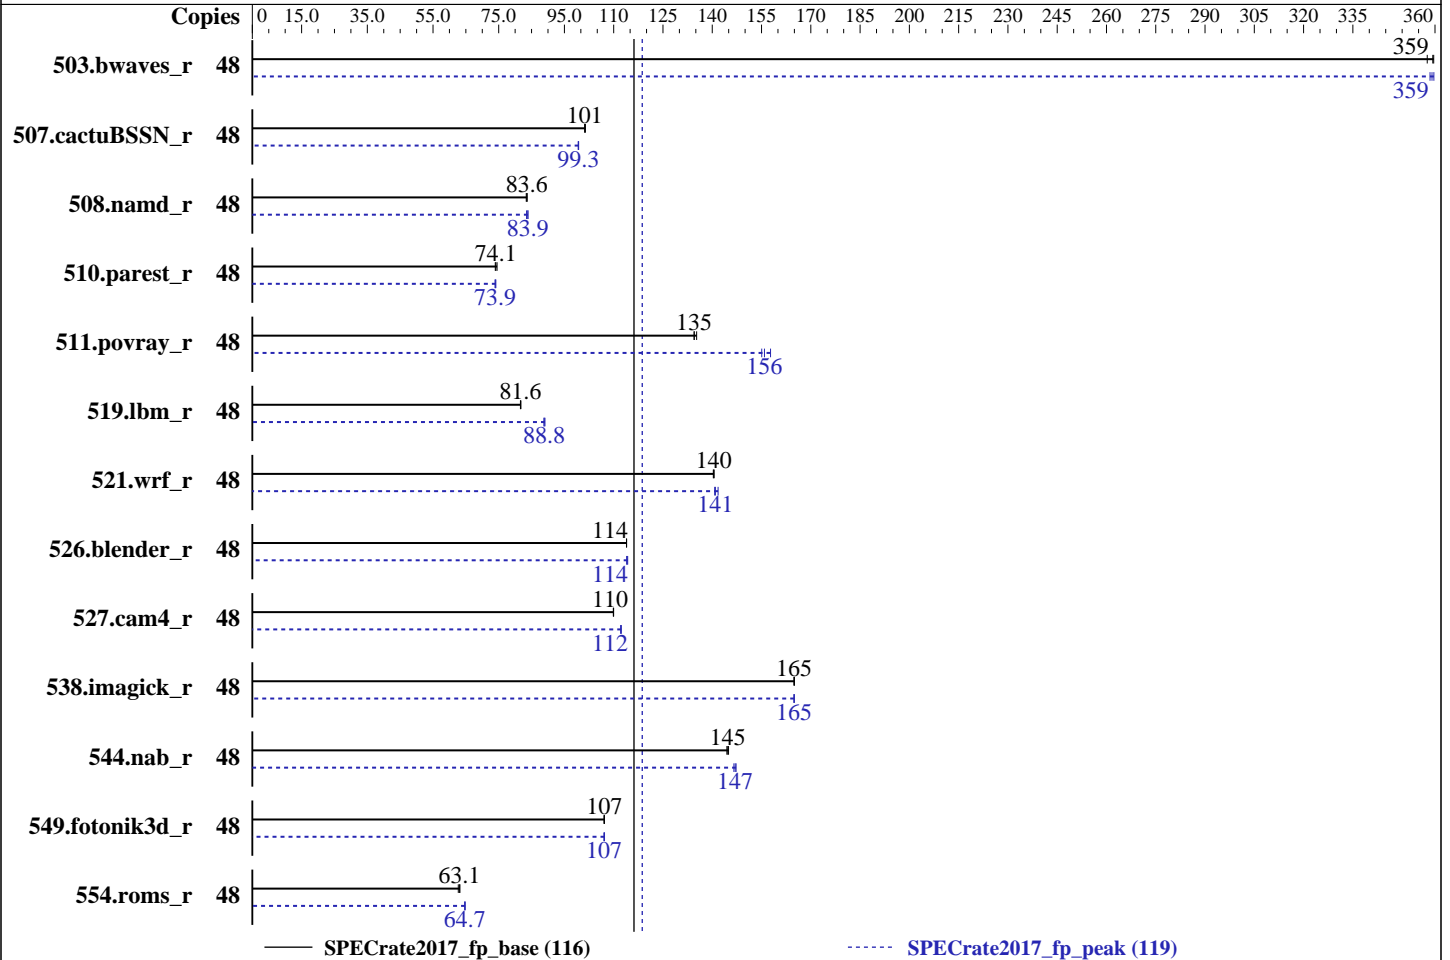 Copies 0 15.0 35.0 55.0 75.0 95.0 110 125 140 155 170 185 200 215 230 245 260 275 290 305 320 335 360
359
503.bwaves_r 48
359
101
507.cactuBSSN_r 48
99.3
83.6
508.namd_r 48
83.9
74.1
510.parest_r 48
73.9
135
511.povray_r 48
156
81.6
519.lbm_r 48
88.8
140
521.wrf_r 48
141
114
526.blender_r 48
114
110
527.cam4_r 48
112
165
538.imagick_r 48
165
145
544.nab_r 48
147
107
549.fotonik3d_r 48
107
63.1
554.roms_r 48
64.7
SPECrate2017_fp_base (116) SPECrate2017_fp_peak (119)